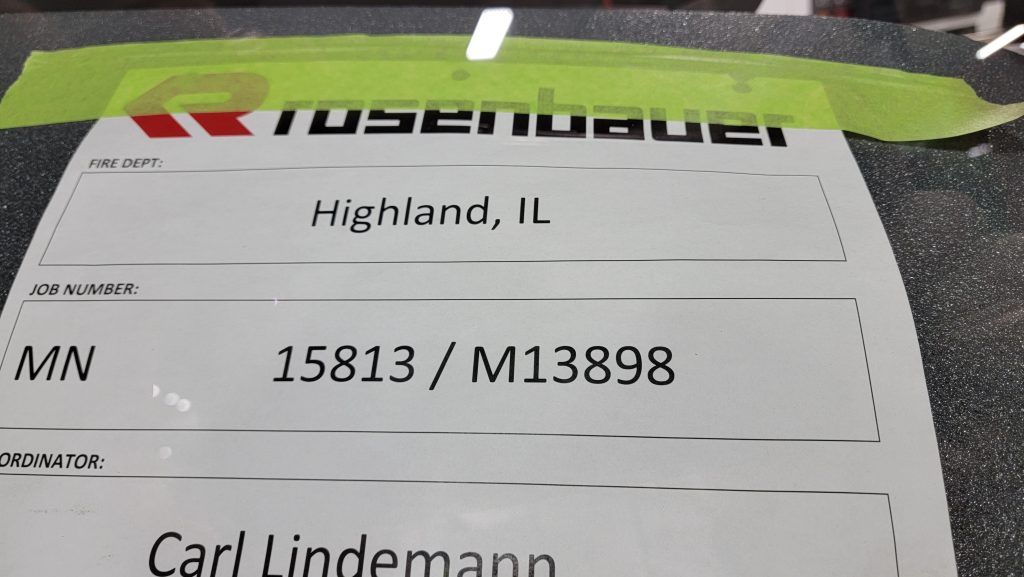 rosenbauer
FIRE DEPT:
Highland, IL
JOB NUMBER:
MN 15813 / M13898
ORDINATOR:
Carl Lindemann